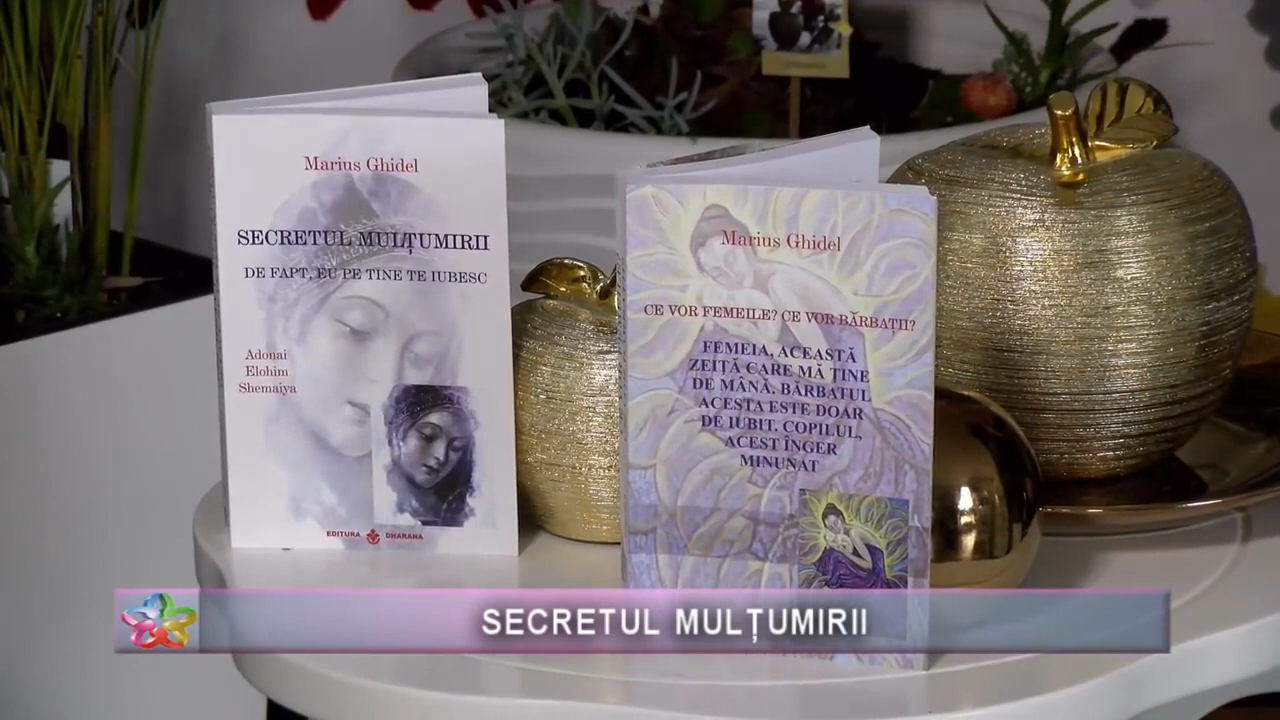 Marius Ghidel
SECRETUL MULȚUMIRII
DE FAPT, EU PE TINE TE IUBESC
Adonai
Elohim
Shemaiya
EDITURA DHARANA
Marius Ghidel
CE VOR FEMEILE? CE VOR BĂRBAȚII?
FEMEIA, ACEASTĂ
ZEIȚĂ CARE MĂ ȚINE
DE MÂNĂ. BĂRBATUL
ACESTA ESTE DOAR
DE IUBIT. COPILUL,
ACEST ÎNGER
MINUNAT
SECRETUL MULȚUMIRII